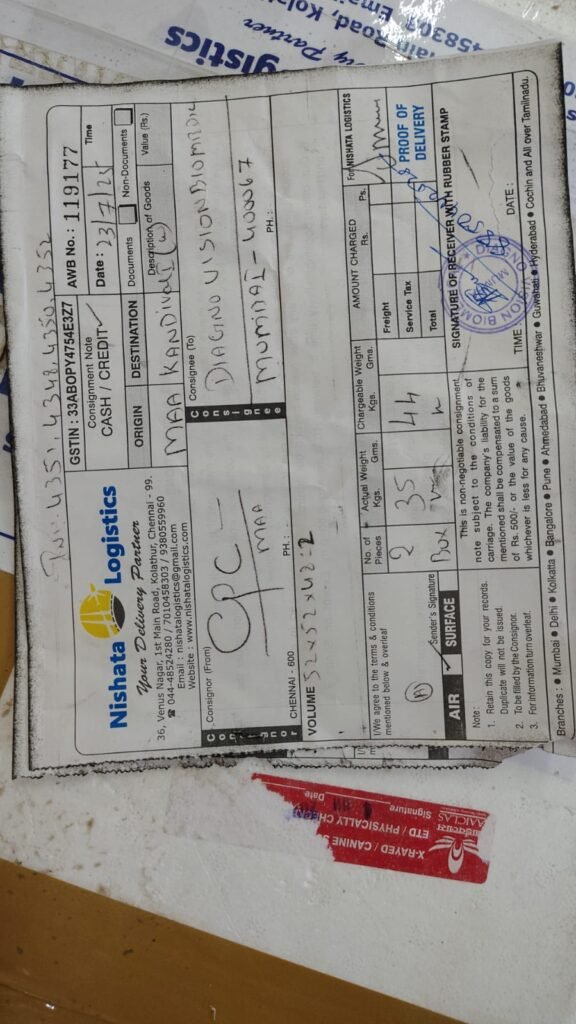 4351, 4348, 4350, 4352
Nishata Logistics
Your Delivery Partner
36, Venus Nagar, 1st Main Road, Kolathur, Chennai - 99.
☎ 044-48524280 / 7010458303 / 9380559960
Email : nishatalogistics@gmail.com
Website : www.nishatalogistics.com
GSTIN : 33ABOPY4754E3Z7
Consignment Note
CASH / CREDIT
AWB No. : 119177
Date : 23/7/25
Time
ORIGIN
DESTINATION
Documents
Non-Documents
Description of Goods
Value (Rs.)
MAA KANDIVALI (W)
Consignor (From)
CPC
MAA
PH. :
CHENNAI - 600
Consignee (To)
DIAGNO VISION BIOMEDIC
MUMBAI - 400067
PH. :
VOLUME 52x52x42=2
I/We agree to the terms & conditions
mentioned below & overleaf
Sender's Signature
No. of Pieces
Actual Weight
Kgs. Gms.
Chargeable Weight
Kgs. Gms.
AMOUNT CHARGED
Rs. Ps.
2 35 44
Box
Freight
Service Tax
Total
For NISHATA LOGISTICS
PROOF OF
DELIVERY
AIR
SURFACE
Note :
1. Retain this copy for your records.
Duplicate will not be issued.
2. To be filled by the Consignor.
3. For information turn overleaf.
This is non-negotiable consignment
note subject to the conditions of
carriage. The company's liability for the
mentioned shall be compensated to a sum
of Rs. 500/- or the value of the goods
whichever is less for any cause.
SIGNATURE OF RECEIVER WITH RUBBER STAMP
TIME
DATE :
Branches : ● Mumbai ● Delhi ● Kolkatta ● Bangalore ● Pune ● Ahmedabad ● Bhuvaneshwar ● Guwahati ● Hyderabad ● Cochin and All over Tamilnadu.
AAICLAS
Signature
Date